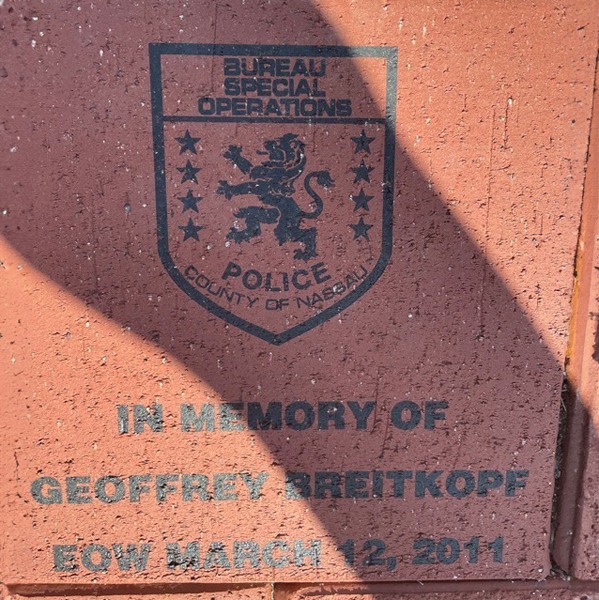 BUREAU
SPECIAL
OPERATIONS
POLICE
COUNTY OF NASSAU
IN MEMORY OF
GEOFFREY BREITKOPF
EOW MARCH 12, 2011